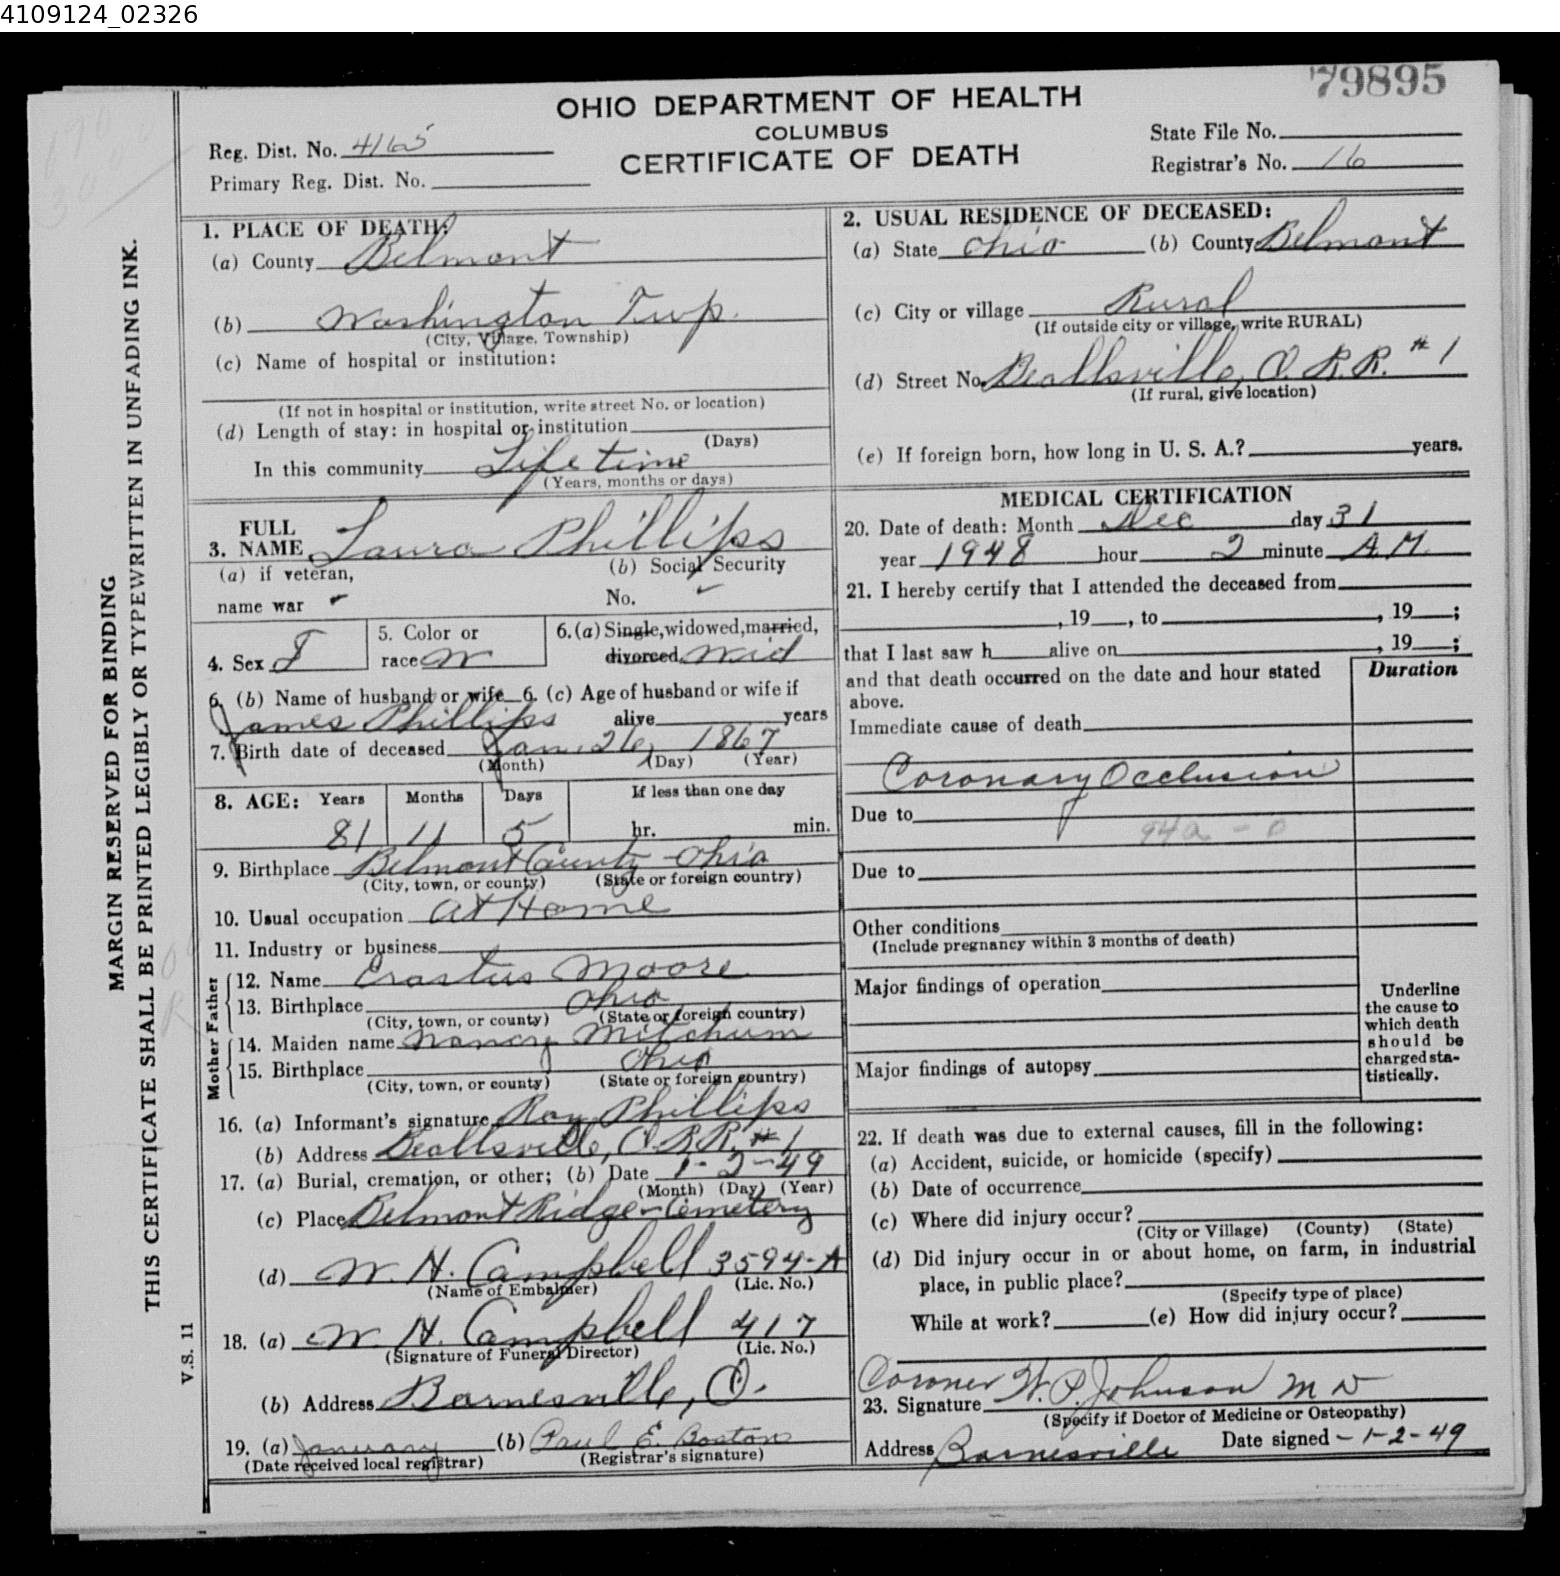 4109124_02326
79895
OHIO DEPARTMENT OF HEALTH
COLUMBUS
CERTIFICATE OF DEATH
Reg. Dist. No. 4165
Primary Reg. Dist. No.
State File No.
Registrar's No. 16
MARGIN RESERVED FOR BINDING
THIS CERTIFICATE SHALL BE PRINTED LEGIBLY OR TYPEWRITTEN IN UNFADING INK.
V.S. 11
1. PLACE OF DEATH:
(a) County Belmont
(b) Washington Twp.
(City, Village, Township)
(c) Name of hospital or institution:
(If not in hospital or institution, write street No. or location)
(d) Length of stay: in hospital or institution
(Days)
In this community Life time
(Years, months or days)
2. USUAL RESIDENCE OF DECEASED:
(a) State Ohio (b) County Belmont
(c) City or village Rural
(If outside city or village, write RURAL)
(d) Street No. Beallsville, O. R.R. #1
(If rural, give location)
(e) If foreign born, how long in U. S. A.? years.
3. FULL NAME Laura Phillips
(a) if veteran, name war
(b) Social Security No.
4. Sex F
5. Color or race W
6. (a) Single, widowed, married, divorced, Wid
6. (b) Name of husband or wife 6. (c) Age of husband or wife if
James Phillips alive years
7. Birth date of deceased Jan. 26, 1867
(Month) (Day) (Year)
8. AGE: Years Months Days If less than one day
81 11 5 hr. min.
9. Birthplace Belmont County - Ohio
(City, town, or county) (State or foreign country)
10. Usual occupation At Home
11. Industry or business
Father
12. Name Erastus Moore
13. Birthplace Ohio
(City, town, or county) (State or foreign country)
Mother
14. Maiden name Nancy Mitchum
15. Birthplace Ohio
(City, town, or county) (State or foreign country)
16. (a) Informant's signature Ray Phillips
(b) Address Beallsville, O. R.R. #1
17. (a) Burial, cremation, or other; (b) Date 1-2-49
(Month) (Day) (Year)
(c) Place Belmont Ridge - Cemetery
(d) W. H. Campbell 3594-A
(Name of Embalmer) (Lic. No.)
18. (a) W. H. Campbell 417
(Signature of Funeral Director) (Lic. No.)
(b) Address Barnesville, O.
19. (a) January (b) Paul E. Boston
(Date received local registrar) (Registrar's signature)
MEDICAL CERTIFICATION
20. Date of death: Month Dec day 31
year 1948 hour 2 minute A.M.
21. I hereby certify that I attended the deceased from
, 19 , to , 19 ;
that I last saw h alive on , 19 ;
and that death occurred on the date and hour stated
above.
Duration
Immediate cause of death
Coronary Occlusion
Due to
94a - 0
Due to
Other conditions
(Include pregnancy within 3 months of death)
Major findings of operation
Major findings of autopsy
Underline
the cause to
which death
should be
charged sta-
tistically.
22. If death was due to external causes, fill in the following:
(a) Accident, suicide, or homicide (specify)
(b) Date of occurrence
(c) Where did injury occur?
(City or Village) (County) (State)
(d) Did injury occur in or about home, on farm, in industrial
place, in public place?
(Specify type of place)
While at work? (e) How did injury occur?
Coroner W. P. Johnson M D
23. Signature
(Specify if Doctor of Medicine or Osteopathy)
Address Barnesville Date signed - 1-2-49